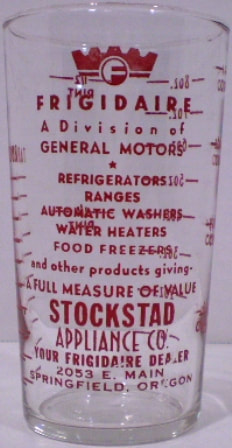 F
FRIGIDAIRE
A Division of
GENERAL MOTORS
REFRIGERATORS
RANGES
AUTOMATIC WASHERS
WATER HEATERS
FOOD FREEZERS
and other products giving-
A FULL MEASURE OF VALUE
STOCKSTAD
APPLIANCE CO.
YOUR FRIGIDAIRE DEALER
2053 E. MAIN
SPRINGFIELD, OREGON